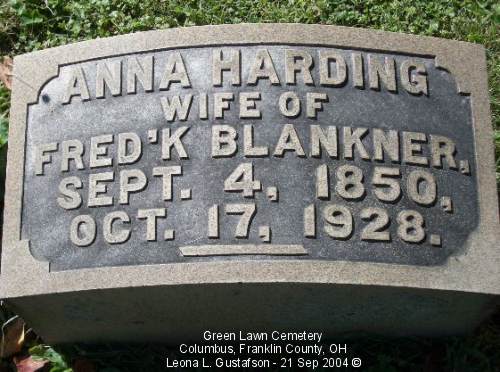 ANNA HARDING
WIFE OF
FRED'K BLANKNER,
SEPT. 4, 1850,
OCT. 17, 1928.
Green Lawn Cemetery
Columbus, Franklin County, OH
Leona L. Gustafson - 21 Sep 2004 ©